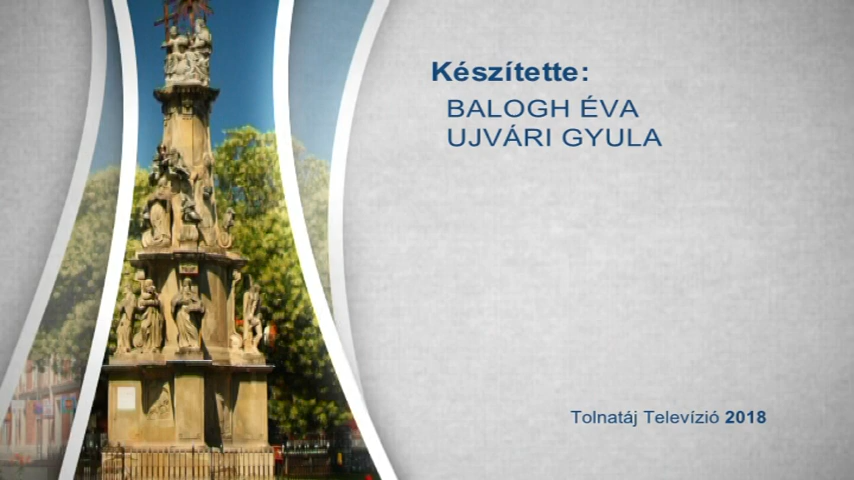 Készítette:
BALOGH ÉVA
UJVÁRI GYULA
Tolnatáj Televízió 2018